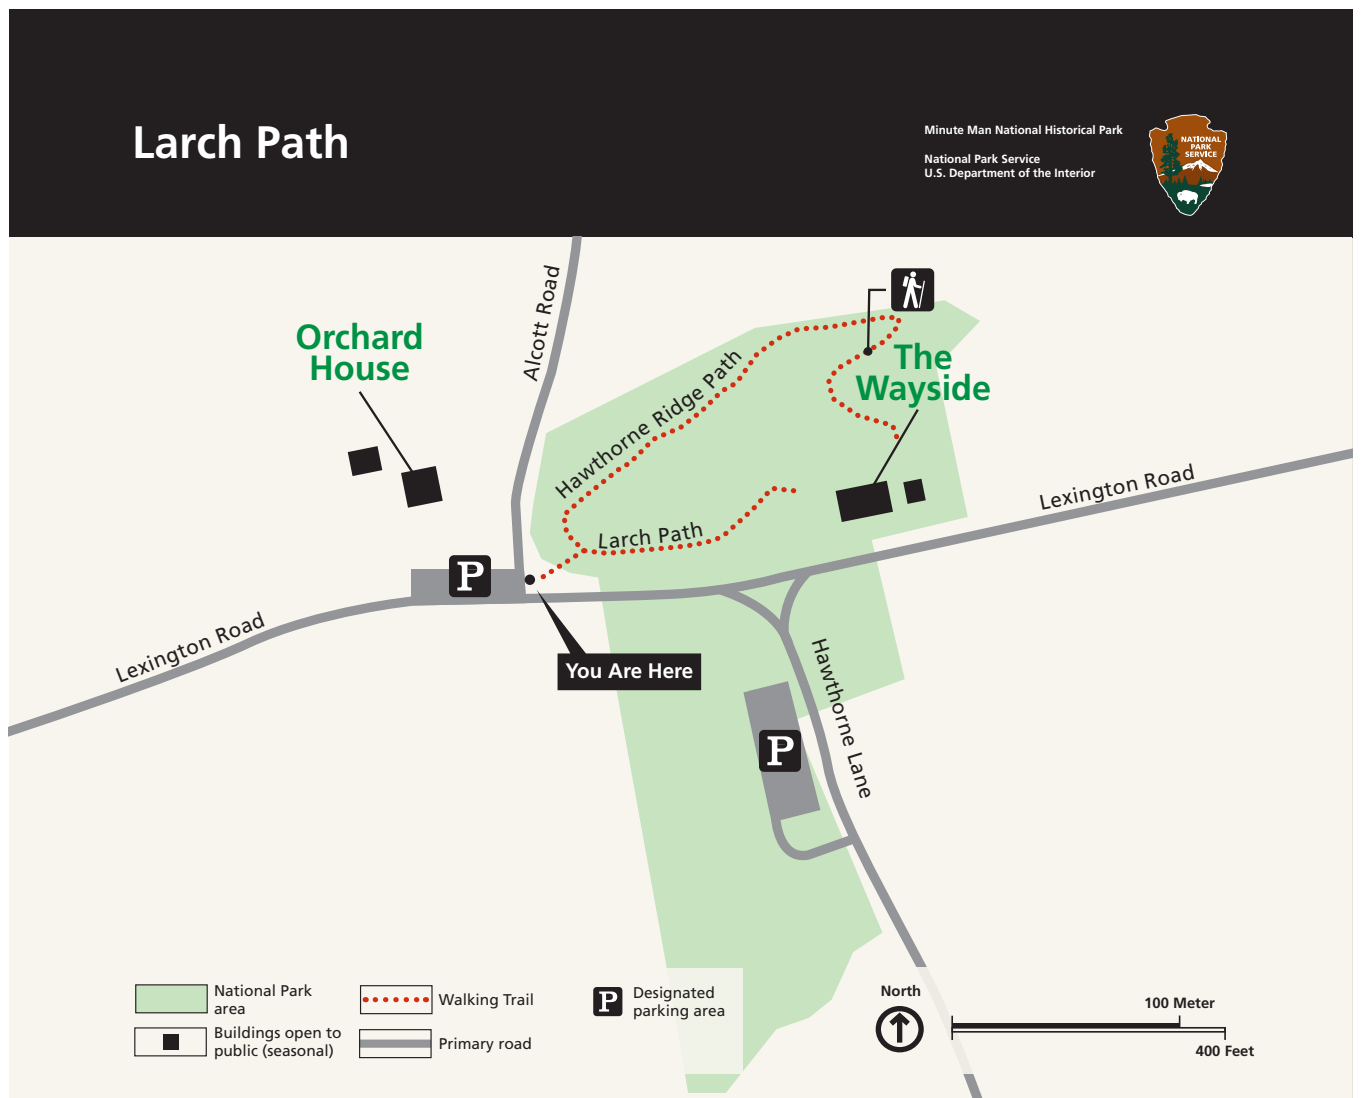 Larch Path
Minute Man National Historical Park
National Park Service
U.S. Department of the Interior
NATIONAL
PARK
SERVICE
Alcott Road
Orchard
House
The
Wayside
Hawthorne Ridge Path
Larch Path
Lexington Road
P
Lexington Road
You Are Here
Hawthorne Lane
P
National Park
area
Walking Trail
P
Designated
parking area
Buildings open to
public (seasonal)
Primary road
North
100 Meter
400 Feet